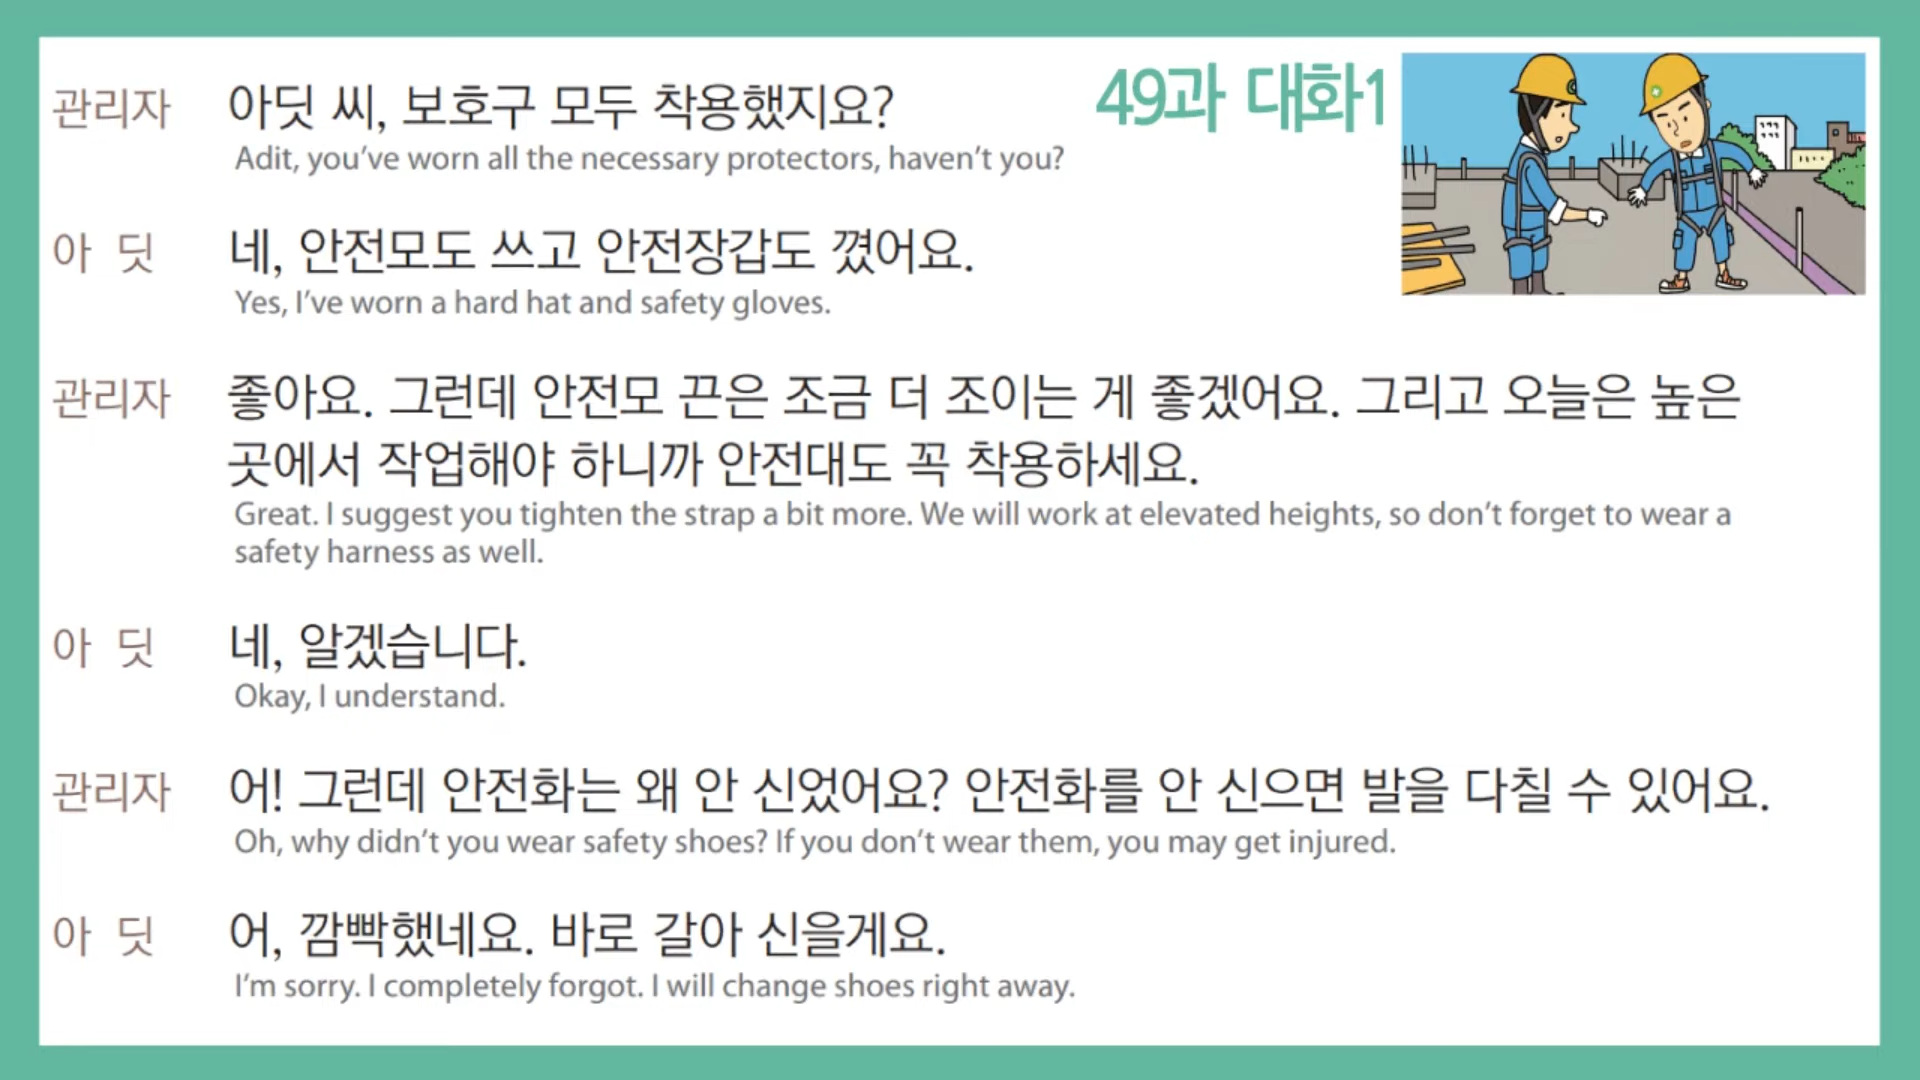 49과 대화1
관리자 아딧 씨, 보호구 모두 착용했지요?
Adit, you’ve worn all the necessary protectors, haven’t you?
아 딧 네, 안전모도 쓰고 안전장갑도 꼈어요.
Yes, I’ve worn a hard hat and safety gloves.
관리자 좋아요. 그런데 안전모 끈은 조금 더 조이는 게 좋겠어요. 그리고 오늘은 높은
곳에서 작업해야 하니까 안전대도 꼭 착용하세요.
Great. I suggest you tighten the strap a bit more. We will work at elevated heights, so don’t forget to wear a
safety harness as well.
아 딧 네, 알겠습니다.
Okay, I understand.
관리자 어! 그런데 안전화는 왜 안 신었어요? 안전화를 안 신으면 발을 다칠 수 있어요.
Oh, why didn’t you wear safety shoes? If you don’t wear them, you may get injured.
아 딧 어, 깜빡했네요. 바로 갈아 신을게요.
I’m sorry. I completely forgot. I will change shoes right away.